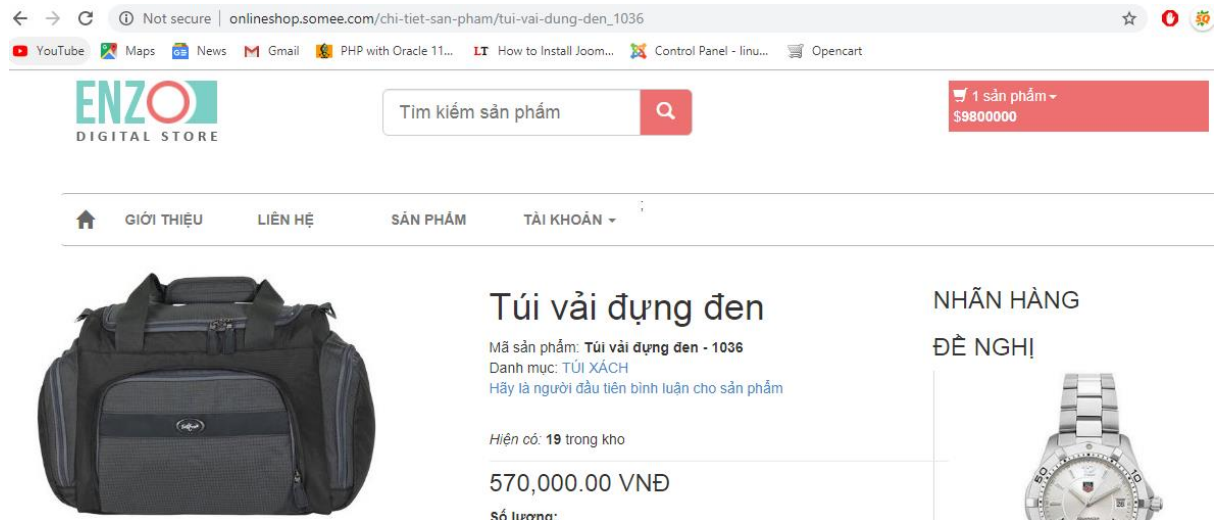 Not secure | onlineshop.somee.com/chi-tiet-san-pham/tui-vai-dung-den_1036
YouTube Maps News Gmail PHP with Oracle 11... LT How to Install Joom... Control Panel - linu... Opencart
ENZO
DIGITAL STORE
Tìm kiếm sản phẩm
1 sản phẩm
$9800000
GIỚI THIỆU LIÊN HỆ SẢN PHẨM TÀI KHOẢN ;
Túi vải đựng đen
Mã sản phẩm: Túi vải đựng đen - 1036
Danh mục: TÚI XÁCH
Hãy là người đầu tiên bình luận cho sản phẩm
Hiện có: 19 trong kho
570,000.00 VNĐ
Số lượng:
NHÃN HÀNG
ĐỀ NGHỊ